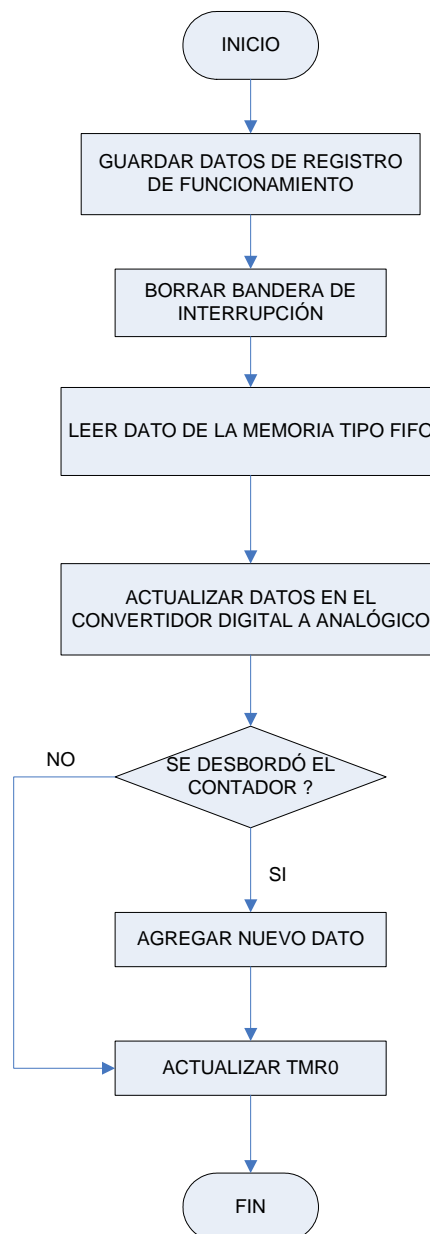 INICIO
GUARDAR DATOS DE REGISTRO
DE FUNCIONAMIENTO
BORRAR BANDERA DE
INTERRUPCIÓN
LEER DATO DE LA MEMORIA TIPO FIFO
ACTUALIZAR DATOS EN EL
CONVERTIDOR DIGITAL A ANALÓGICO
NO
SE DESBORDÓ EL
CONTADOR ?
SI
AGREGAR NUEVO DATO
ACTUALIZAR TMR0
FIN